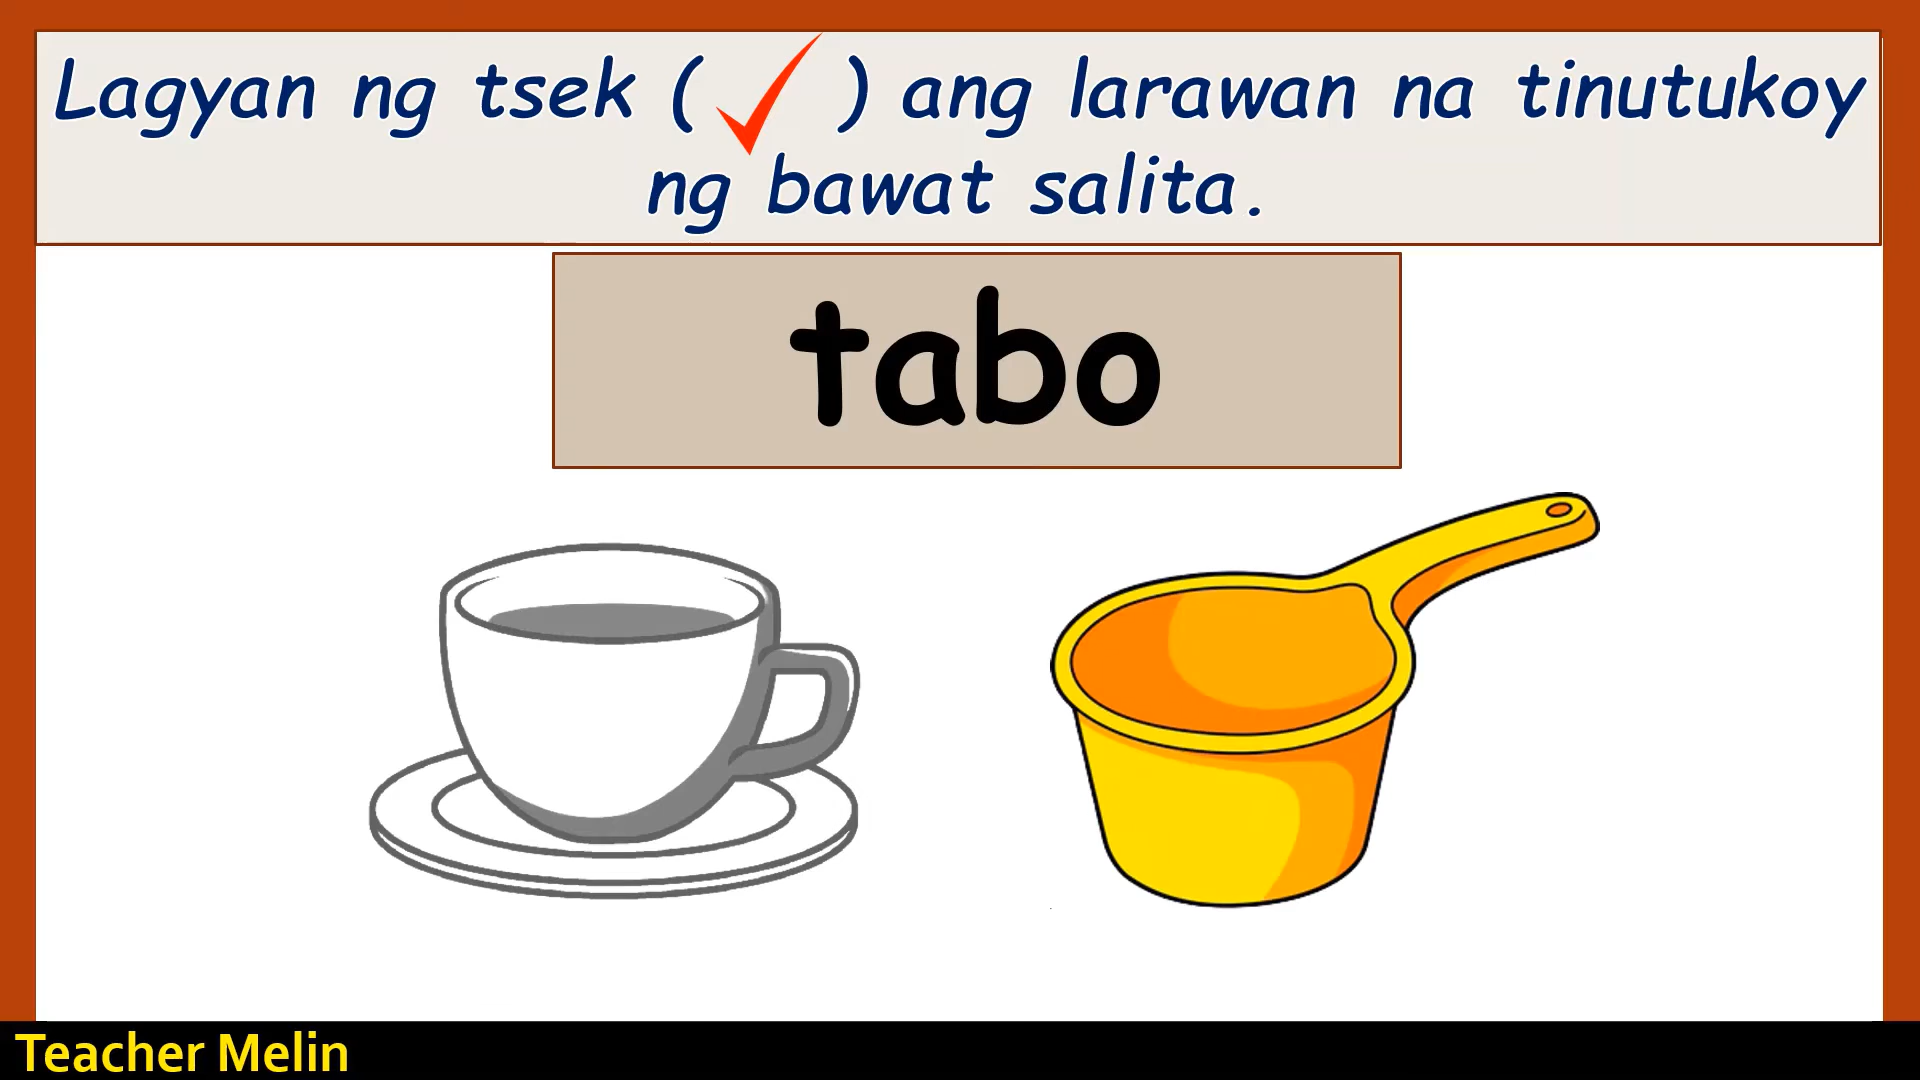 Lagyan ng tsek (✓) ang larawan na tinutukoy
ng bawat salita.
tabo
Teacher Melin